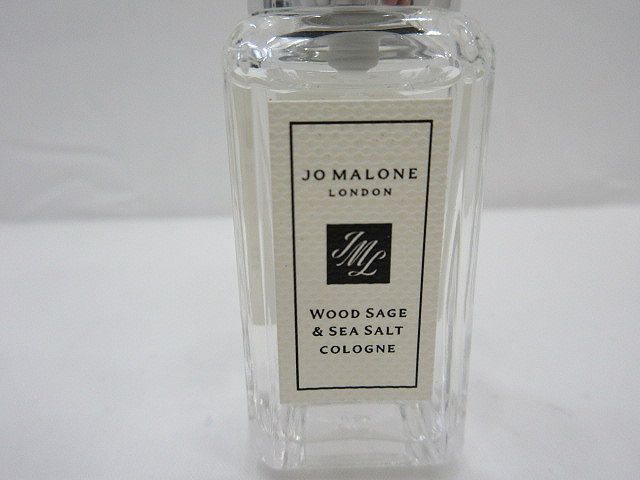 JO MALONE
LONDON
JML
WOOD SAGE
& SEA SALT
COLOGNE